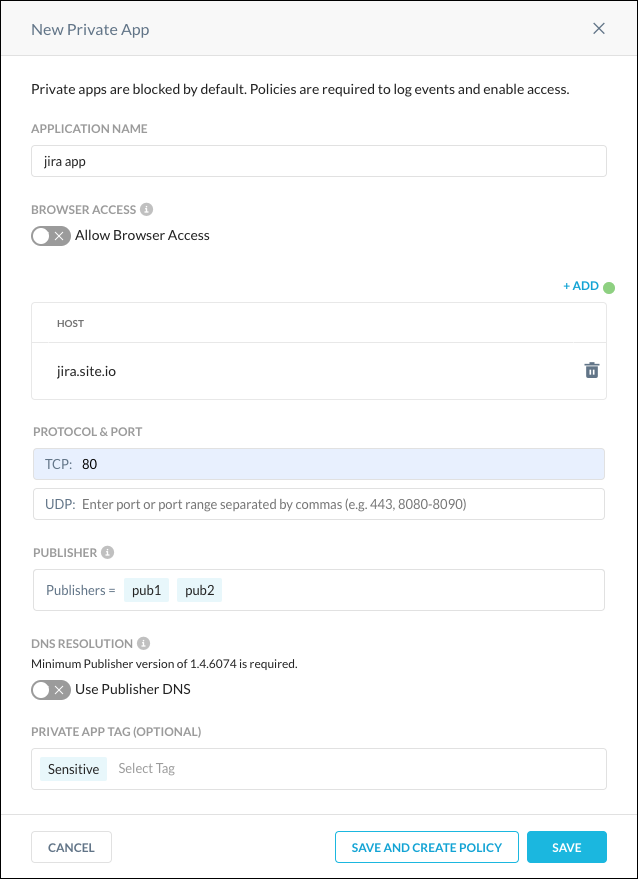 New Private App
Private apps are blocked by default. Policies are required to log events and enable access.
APPLICATION NAME
jira app
BROWSER ACCESS
Allow Browser Access
+ ADD
HOST
jira.site.io
PROTOCOL & PORT
TCP: 80
UDP: Enter port or port range separated by commas (e.g. 443, 8080-8090)
PUBLISHER
Publishers = pub1 pub2
DNS RESOLUTION
Minimum Publisher version of 1.4.6074 is required.
Use Publisher DNS
PRIVATE APP TAG (OPTIONAL)
Sensitive Select Tag
CANCEL SAVE AND CREATE POLICY SAVE